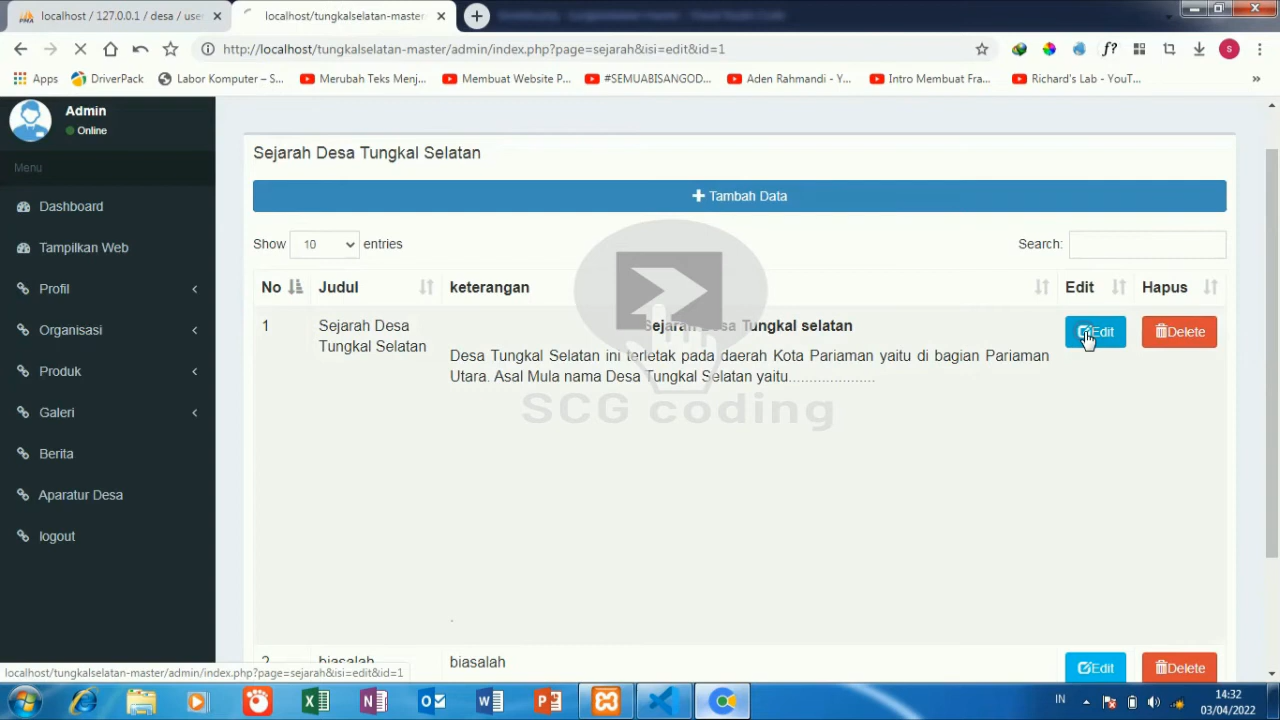 localhost / 127.0.0.1 / desa / use
localhost/tungkalselatan-master
http://localhost/tungkalselatan-master/admin/index.php?page=sejarah&isi=edit&id=1
f?
S
Apps
DriverPack
Labor Komputer – S...
Merubah Teks Menj...
Membuat Website P...
#SEMUABISANGOD...
Aden Rahmandi - Y...
Intro Membuat Fra...
Richard's Lab - YouT...
»
Admin
Online
Menu
Dashboard
Tampilkan Web
Profil
Organisasi
Produk
Galeri
Berita
Aparatur Desa
logout
Sejarah Desa Tungkal Selatan
Tambah Data
Show 10 entries
Search:
No Judul keterangan Edit Hapus
1 Sejarah Desa Tungkal Selatan
Sejarah Desa Tungkal selatan
Desa Tungkal Selatan ini terletak pada daerah Kota Pariaman yaitu di bagian Pariaman
Utara. Asal Mula nama Desa Tungkal Selatan yaitu.....................
.
Edit Delete
SCG coding
2 biasalah biasalah Edit Delete
localhost/tungkalselatan-master/admin/index.php?page=sejarah&isi=edit&id=1
IN
14:32
03/04/2022